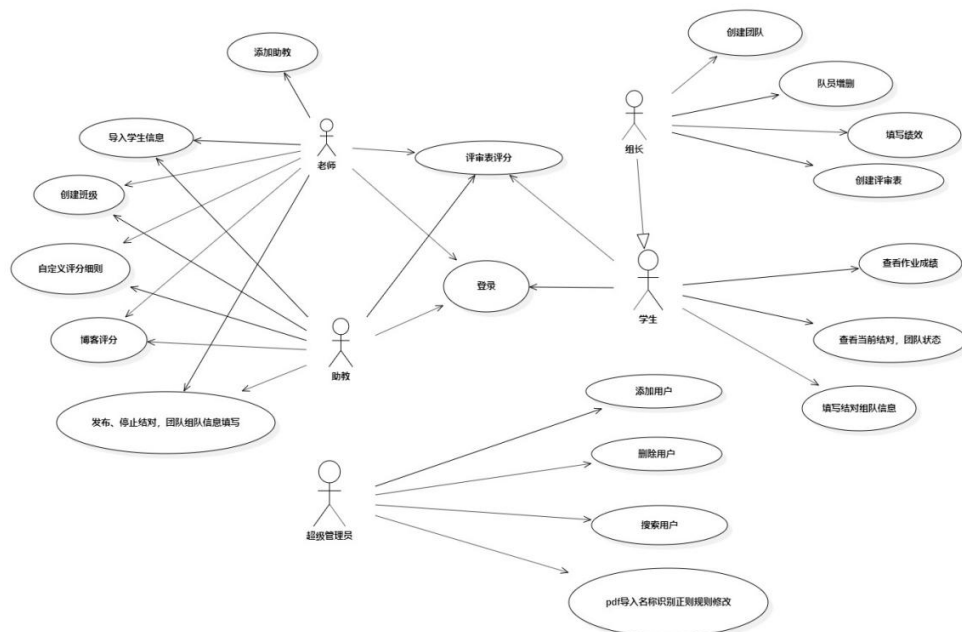 创建团队
添加助教
队员增删
导入学生信息
老师
组长
填写绩效
评审表评分
创建评审表
创建班级
自定义评分细则
查看作业成绩
登录
学生
博客评分
助教
查看当前结对，团队状态
添加用户
填写结对组队信息
发布、停止结对，团队组队信息填写
删除用户
超级管理员
搜索用户
pdf导入名称识别正则规则修改